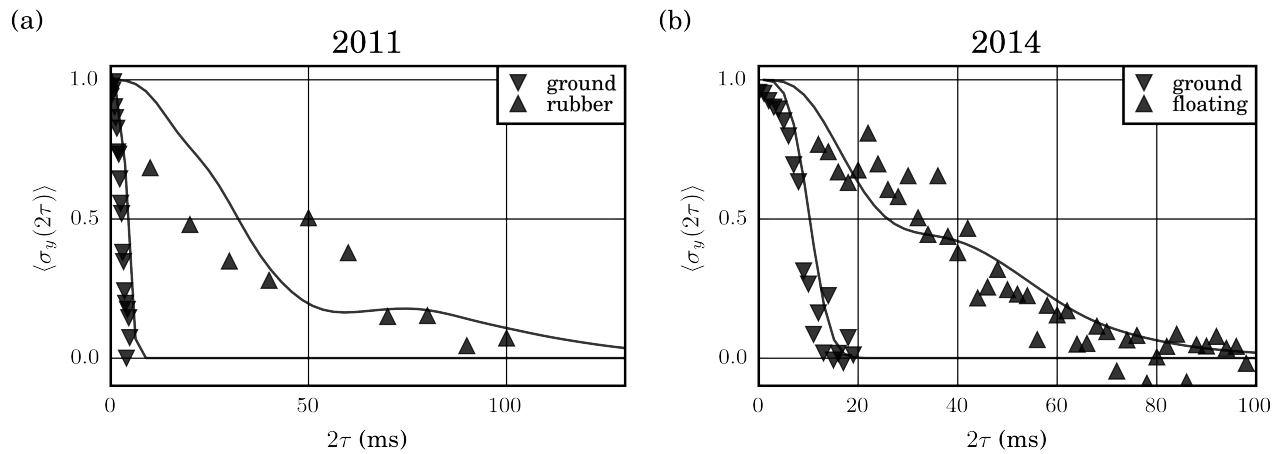 (a)
2011
ground
rubber
1.0
0.5
0.0
⟨σ_y(2τ)⟩
0
50
100
2τ (ms)
(b)
2014
ground
floating
1.0
0.5
0.0
⟨σ_y(2τ)⟩
0
20
40
60
80
100
2τ (ms)